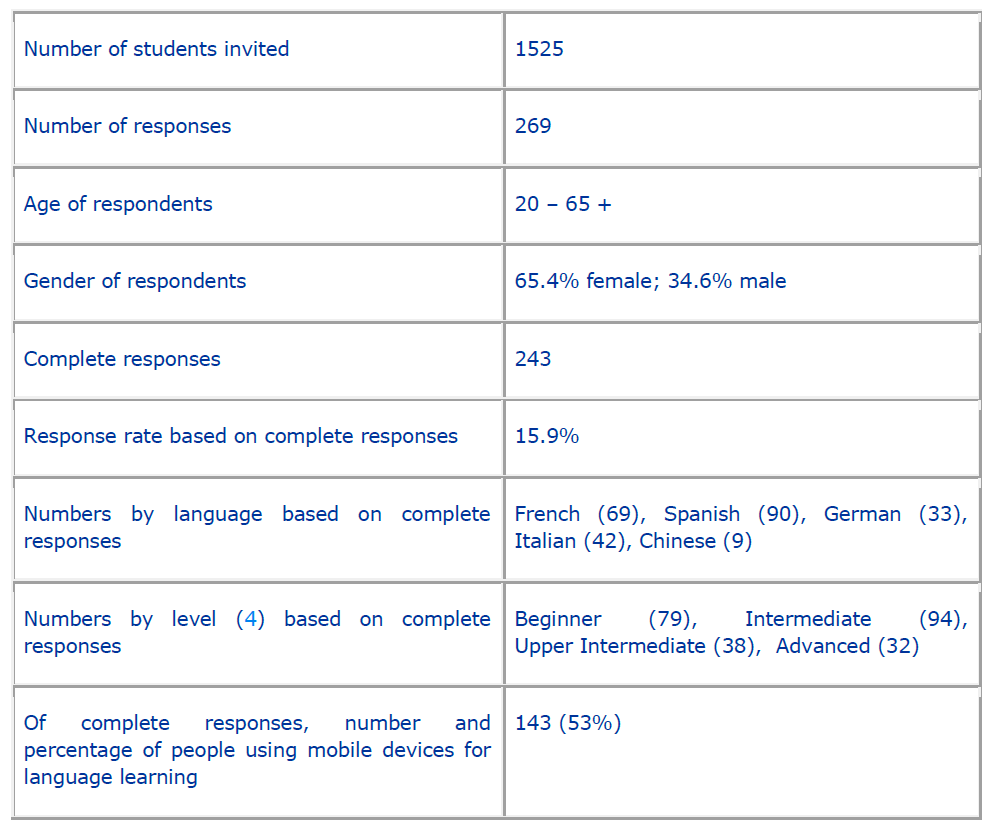 Number of students invited
1525
Number of responses
269
Age of respondents
20 – 65 +
Gender of respondents
65.4% female; 34.6% male
Complete responses
243
Response rate based on complete responses
15.9%
Numbers by language based on complete
responses
French (69), Spanish (90), German (33),
Italian (42), Chinese (9)
Numbers by level (4) based on complete
responses
Beginner (79), Intermediate (94),
Upper Intermediate (38), Advanced (32)
Of complete responses, number and
percentage of people using mobile devices for
language learning
143 (53%)